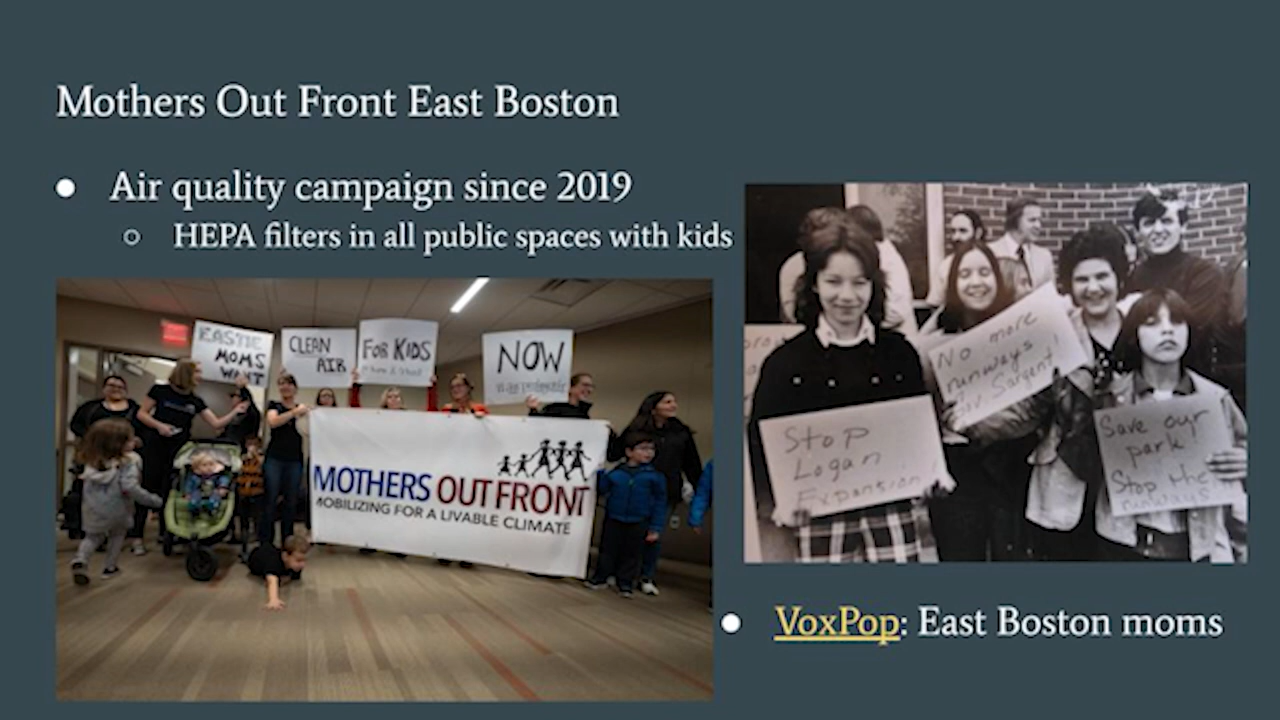 Mothers Out Front East Boston
● Air quality campaign since 2019
○ HEPA filters in all public spaces with kids
EASTIE
MOMS
WANT
CLEAN
AIR
FOR KIDS
NOW
MOTHERS OUT FRONT
MOBILIZING FOR A LIVABLE CLIMATE
Stop
Logan
Expansion
No more
runways
Gov. Sargent!
Save our
park!
Stop the
runways
● VoxPop: East Boston moms